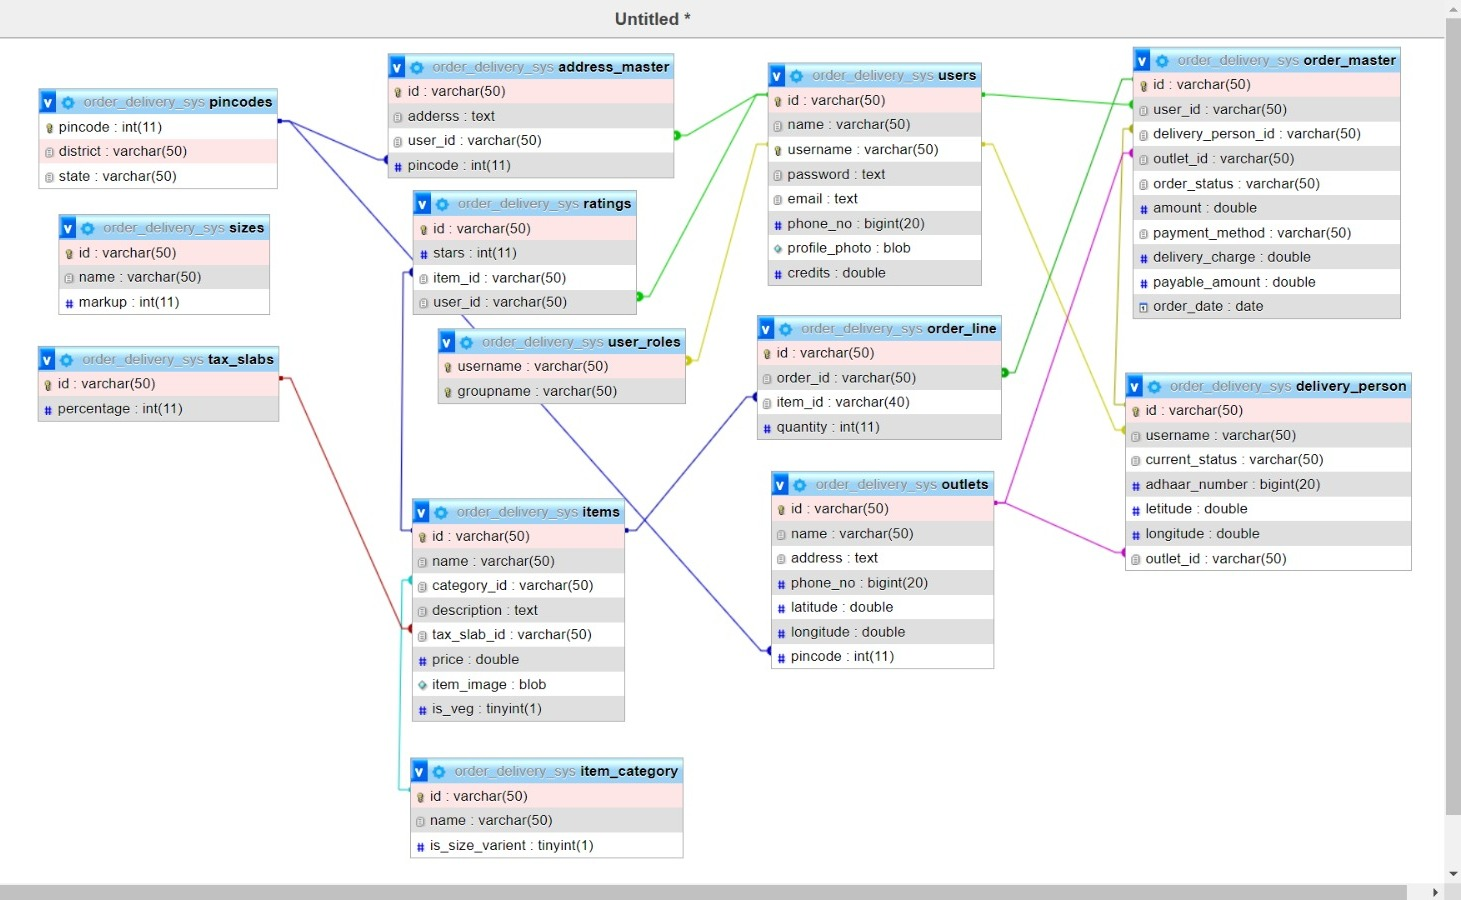 Untitled *
order_delivery_sys pincodes
pincode : int(11)
district : varchar(50)
state : varchar(50)
order_delivery_sys sizes
id : varchar(50)
name : varchar(50)
markup : int(11)
order_delivery_sys tax_slabs
id : varchar(50)
percentage : int(11)
order_delivery_sys address_master
id : varchar(50)
adderss : text
user_id : varchar(50)
pincode : int(11)
order_delivery_sys ratings
id : varchar(50)
stars : int(11)
item_id : varchar(50)
user_id : varchar(50)
order_delivery_sys user_roles
username : varchar(50)
groupname : varchar(50)
order_delivery_sys items
id : varchar(50)
name : varchar(50)
category_id : varchar(50)
description : text
tax_slab_id : varchar(50)
price : double
item_image : blob
is_veg : tinyint(1)
order_delivery_sys item_category
id : varchar(50)
name : varchar(50)
is_size_varient : tinyint(1)
order_delivery_sys users
id : varchar(50)
name : varchar(50)
username : varchar(50)
password : text
email : text
phone_no : bigint(20)
profile_photo : blob
credits : double
order_delivery_sys order_line
id : varchar(50)
order_id : varchar(50)
item_id : varchar(40)
quantity : int(11)
order_delivery_sys outlets
id : varchar(50)
name : varchar(50)
address : text
phone_no : bigint(20)
latitude : double
longitude : double
pincode : int(11)
order_delivery_sys order_master
id : varchar(50)
user_id : varchar(50)
delivery_person_id : varchar(50)
outlet_id : varchar(50)
order_status : varchar(50)
amount : double
payment_method : varchar(50)
delivery_charge : double
payable_amount : double
order_date : date
order_delivery_sys delivery_person
id : varchar(50)
username : varchar(50)
current_status : varchar(50)
adhaar_number : bigint(20)
letitude : double
longitude : double
outlet_id : varchar(50)